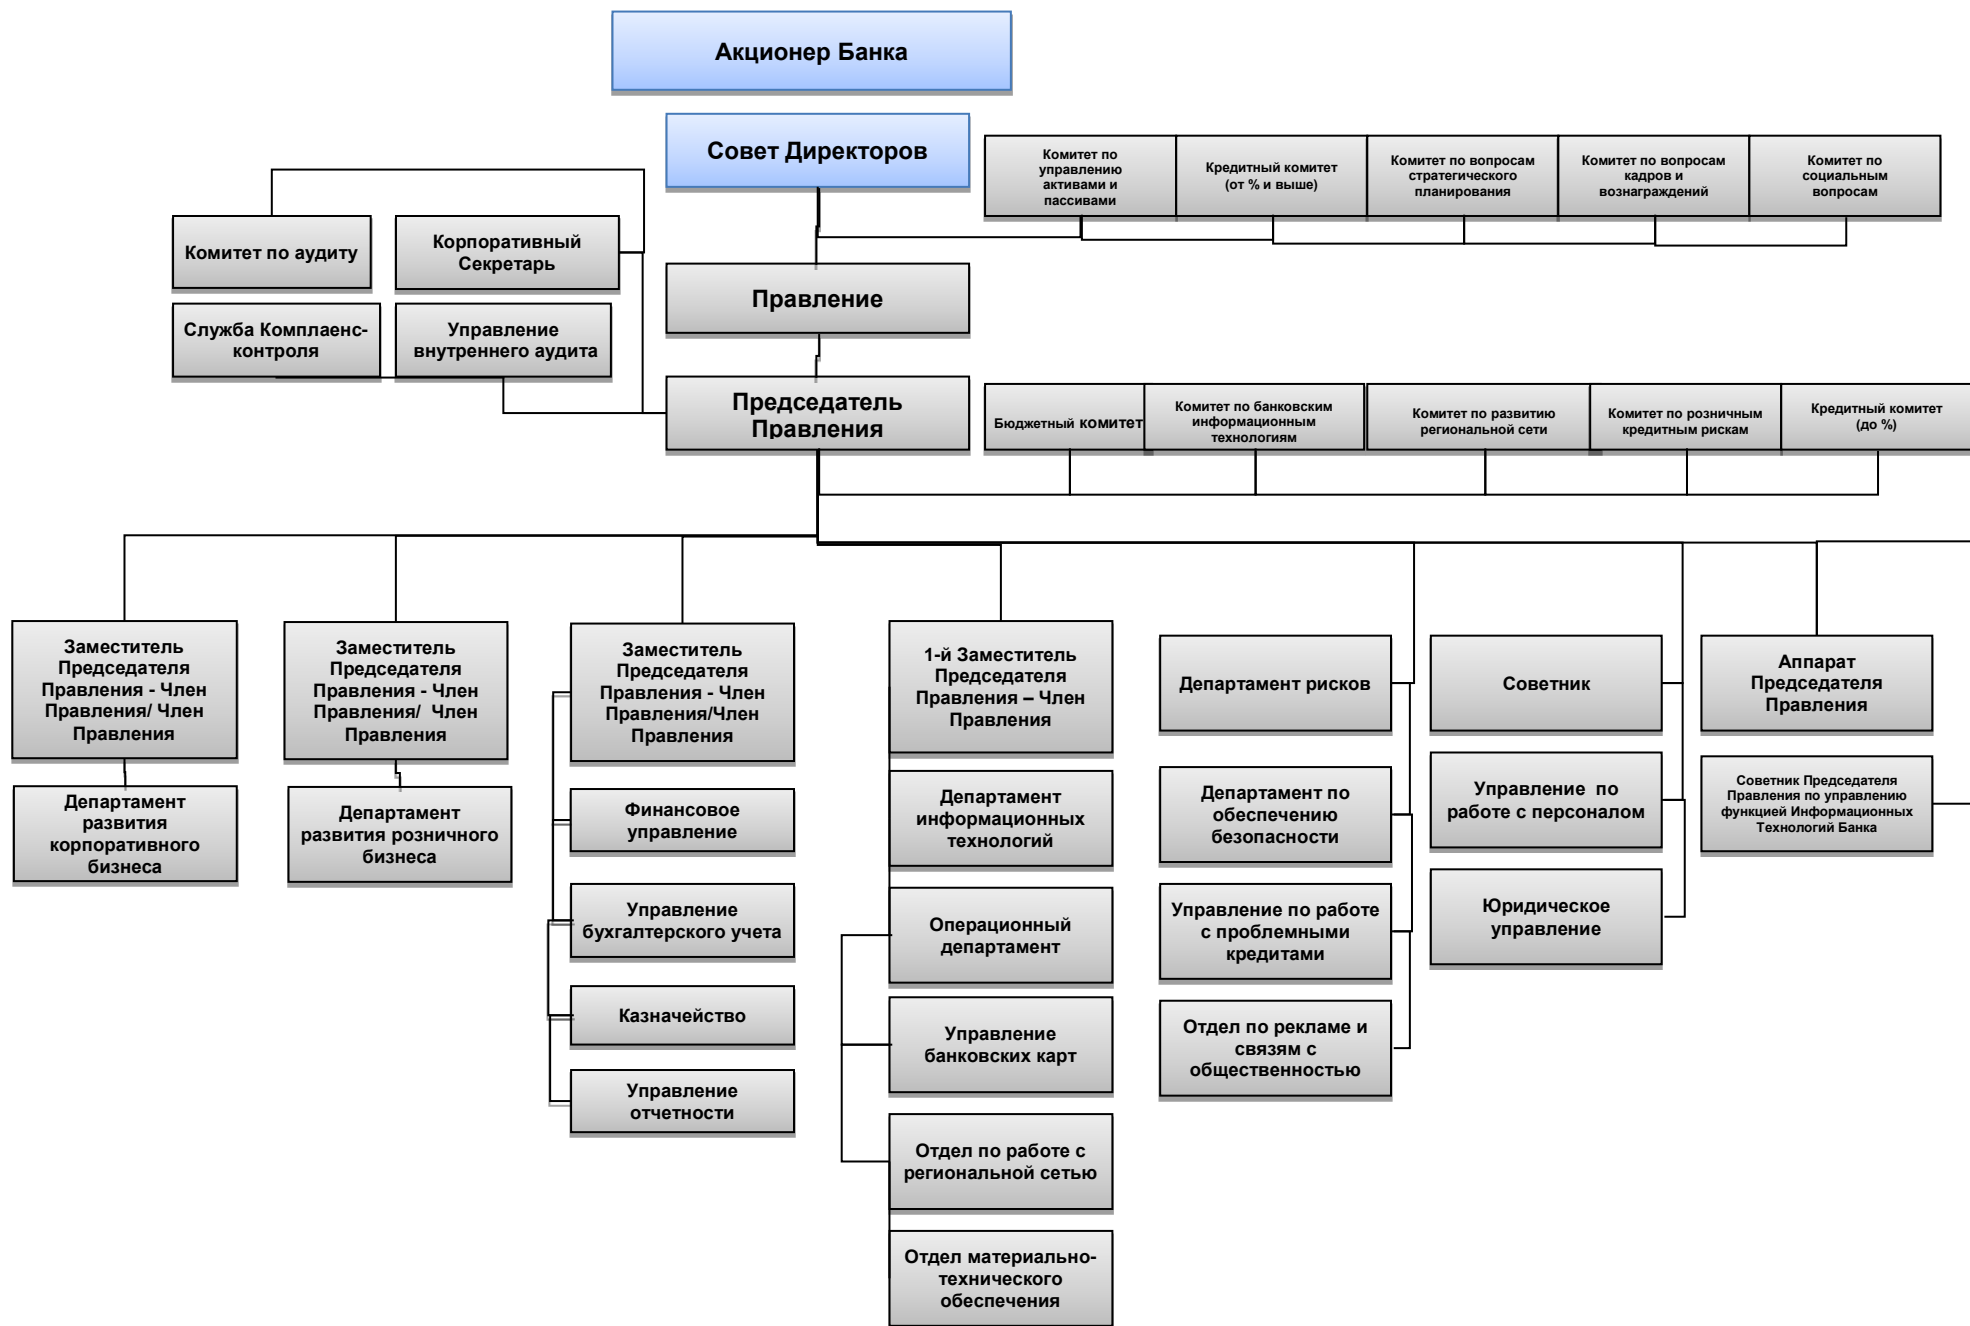 Акционер Банка
Совет Директоров
Комитет по
управлению
активами и
пассивами
Кредитный комитет
(от % и выше)
Комитет по вопросам
стратегического
планирования
Комитет по вопросам
кадров и
вознаграждений
Комитет по
социальным
вопросам
Комитет по аудиту
Корпоративный
Секретарь
Правление
Служба Комплаенс-
контроля
Управление
внутреннего аудита
Председатель
Правления
Бюджетный комитет
Комитет по банковским
информационным
технологиям
Комитет по развитию
региональной сети
Комитет по розничным
кредитным рискам
Кредитный комитет
(до %)
Заместитель
Председателя
Правления - Член
Правления/ Член
Правления
Заместитель
Председателя
Правления - Член
Правления/ Член
Правления
Заместитель
Председателя
Правления - Член
Правления/Член
Правления
1-й Заместитель
Председателя
Правления – Член
Правления
Департамент рисков
Советник
Аппарат
Председателя
Правления
Департамент
развития
корпоративного
бизнеса
Департамент
развития розничного
бизнеса
Финансовое
управление
Департамент
информационных
технологий
Департамент по
обеспечению
безопасности
Управление по
работе с персоналом
Советник Председателя
Правления по управлению
функцией Информационных
Технологий Банка
Управление
бухгалтерского учета
Операционный
департамент
Управление по работе
с проблемными
кредитами
Юридическое
управление
Казначейство
Управление
банковских карт
Отдел по рекламе и
связям с
общественностью
Управление
отчетности
Отдел по работе с
региональной сетью
Отдел материально-
технического
обеспечения